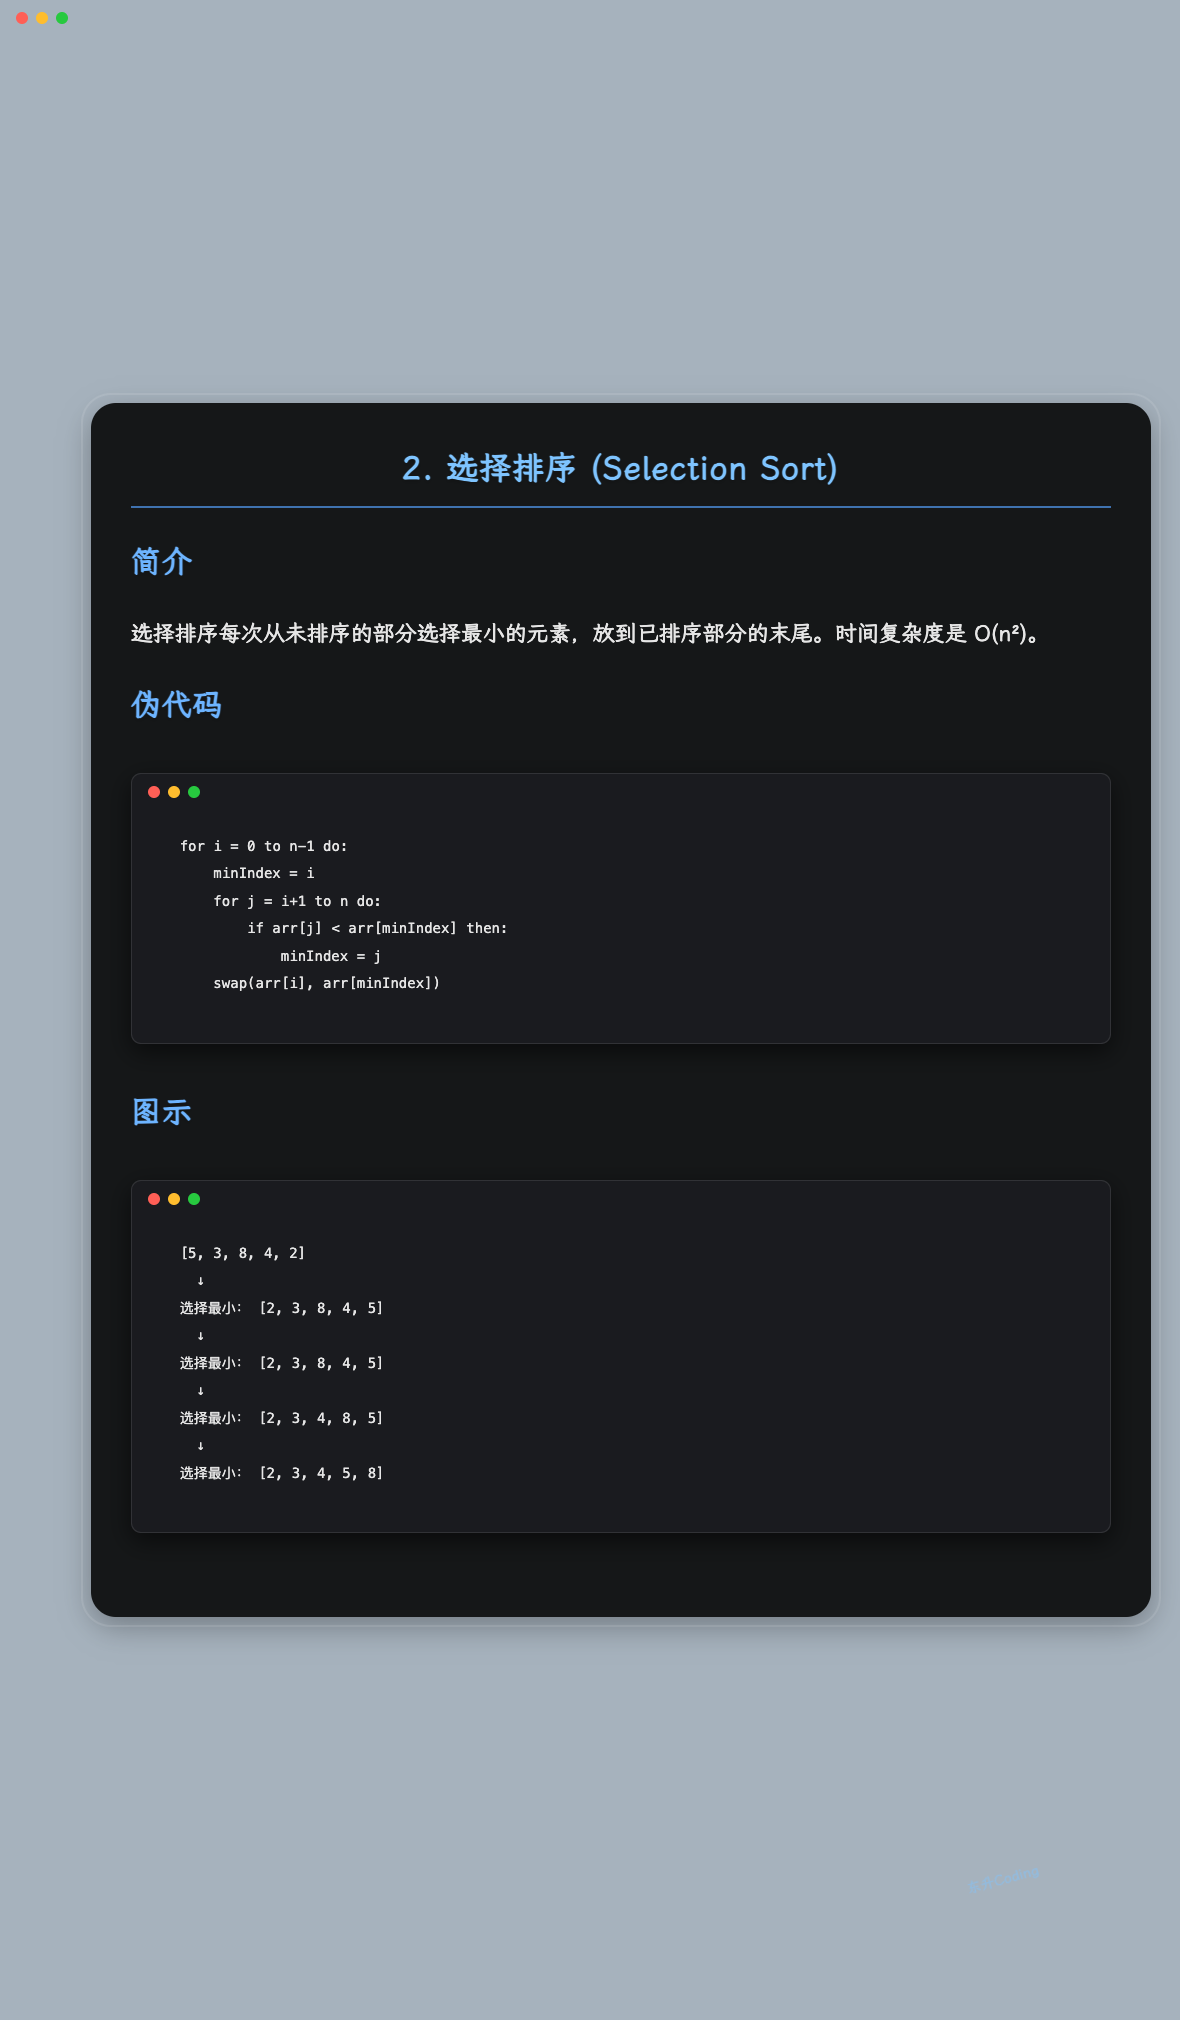 2. 选择排序 (Selection Sort)
简介
选择排序每次从未排序的部分选择最小的元素，放到已排序部分的末尾。时间复杂度是 O(n²)。
伪代码
for i = 0 to n-1 do:
    minIndex = i
    for j = i+1 to n do:
        if arr[j] < arr[minIndex] then:
            minIndex = j
    swap(arr[i], arr[minIndex])
图示
[5, 3, 8, 4, 2]
  ↓
选择最小： [2, 3, 8, 4, 5]
  ↓
选择最小： [2, 3, 8, 4, 5]
  ↓
选择最小： [2, 3, 4, 8, 5]
  ↓
选择最小： [2, 3, 4, 5, 8]